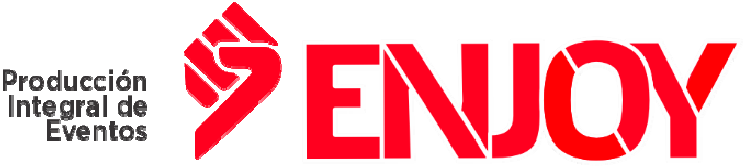 Producción
Integral de
Eventos
ENJOY